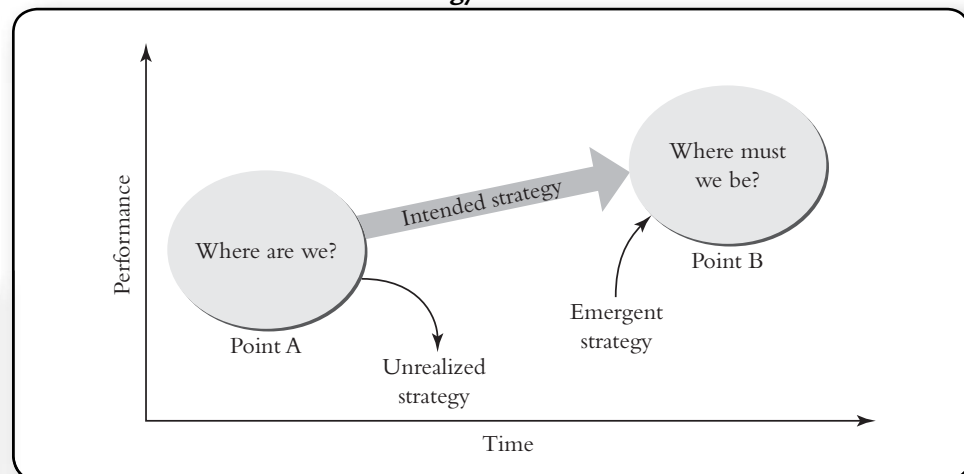 Performance
Where are we?
Point A
Intended strategy
Where must
we be?
Point B
Unrealized
strategy
Emergent
strategy
Time